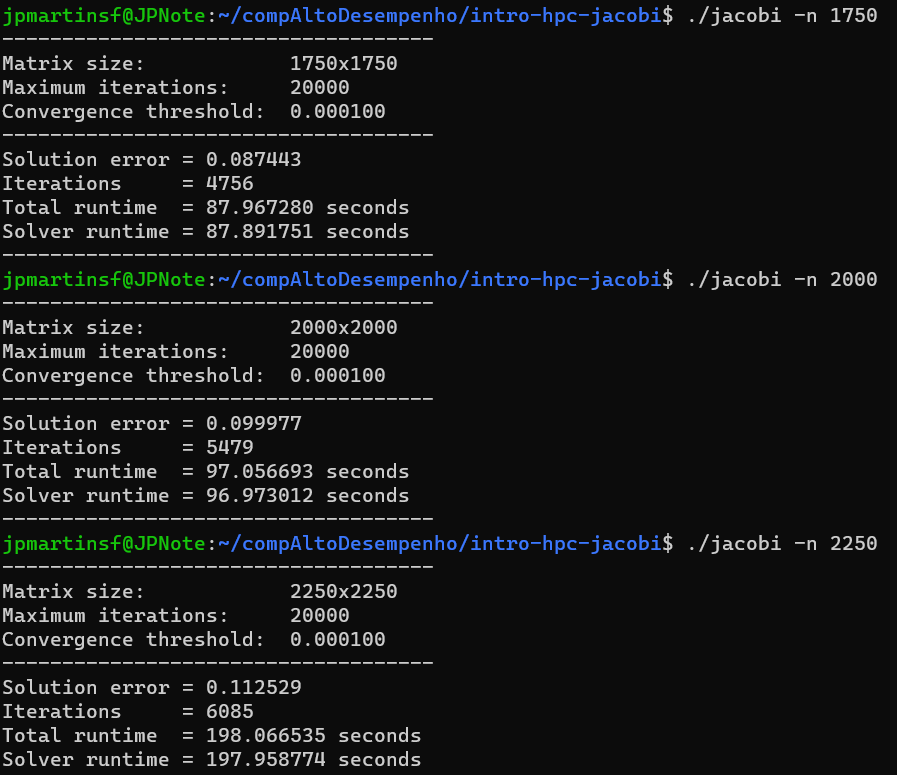 jpmartinsf@JPNote:~/compAltoDesempenho/intro-hpc-jacobi$ ./jacobi -n 1750
------------------------------------
Matrix size:            1750x1750
Maximum iterations:     20000
Convergence threshold:  0.000100
------------------------------------
Solution error = 0.087443
Iterations     = 4756
Total runtime  = 87.967280 seconds
Solver runtime = 87.891751 seconds
------------------------------------
jpmartinsf@JPNote:~/compAltoDesempenho/intro-hpc-jacobi$ ./jacobi -n 2000
------------------------------------
Matrix size:            2000x2000
Maximum iterations:     20000
Convergence threshold:  0.000100
------------------------------------
Solution error = 0.099977
Iterations     = 5479
Total runtime  = 97.056693 seconds
Solver runtime = 96.973012 seconds
------------------------------------
jpmartinsf@JPNote:~/compAltoDesempenho/intro-hpc-jacobi$ ./jacobi -n 2250
------------------------------------
Matrix size:            2250x2250
Maximum iterations:     20000
Convergence threshold:  0.000100
------------------------------------
Solution error = 0.112529
Iterations     = 6085
Total runtime  = 198.066535 seconds
Solver runtime = 197.958774 seconds